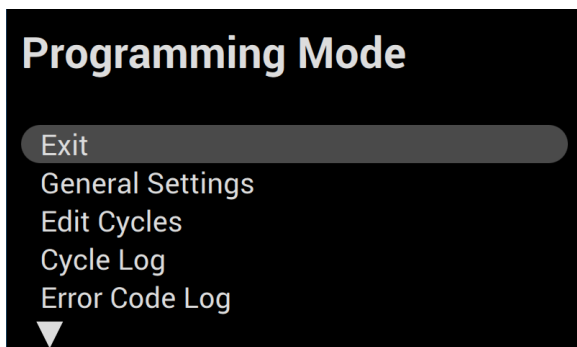 Programming Mode
Exit
General Settings
Edit Cycles
Cycle Log
Error Code Log